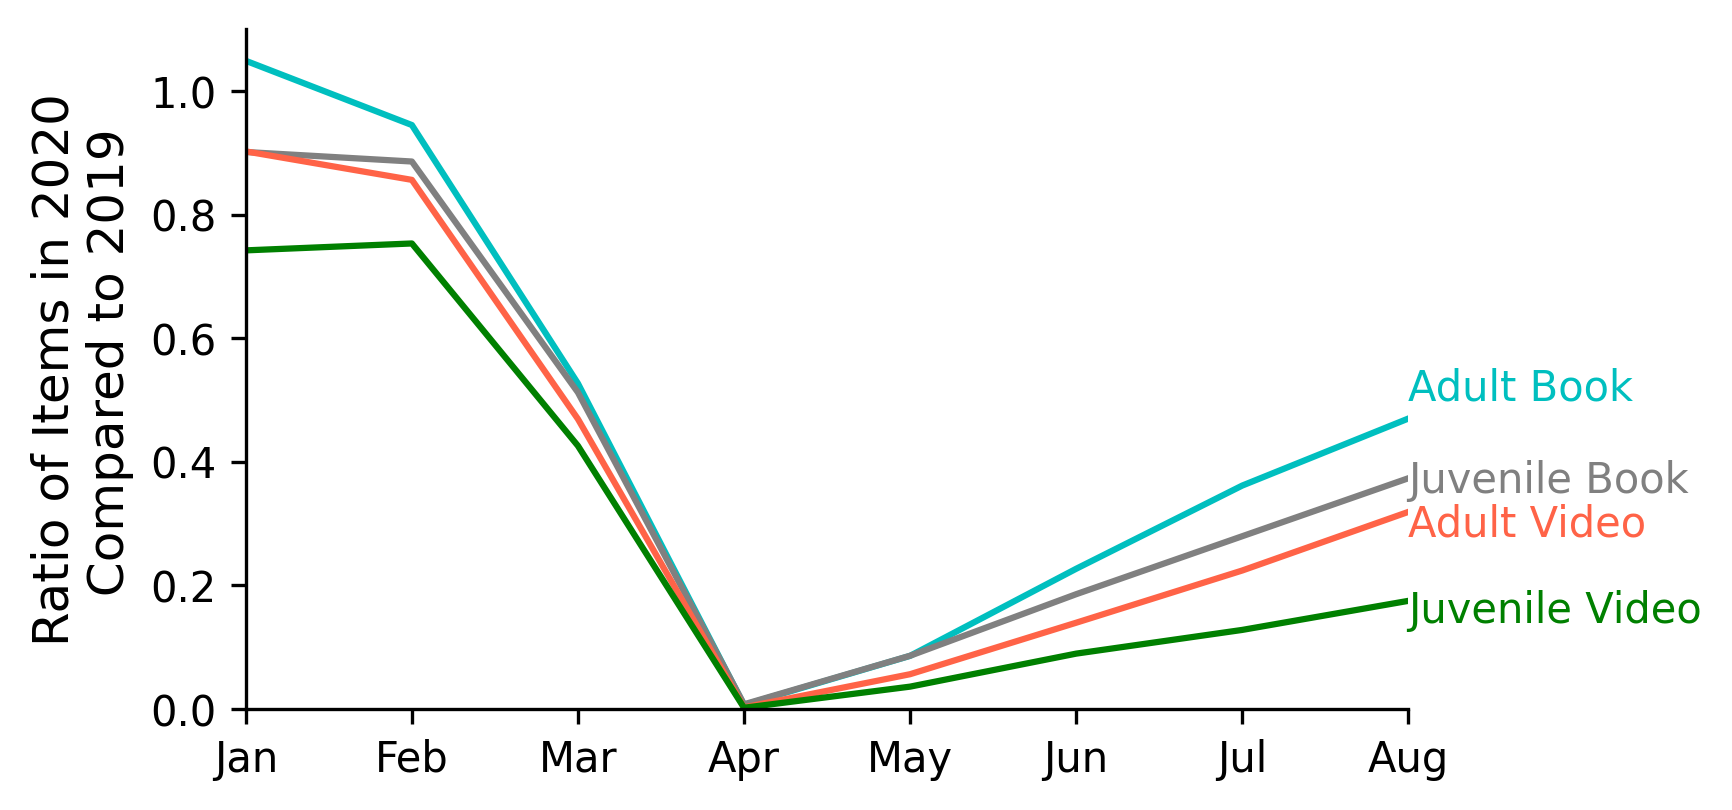 Ratio of Items in 2020
Compared to 2019
1.0
0.8
0.6
0.4
0.2
0.0
Jan Feb Mar Apr May Jun Jul Aug
Adult Book
Juvenile Book
Adult Video
Juvenile Video